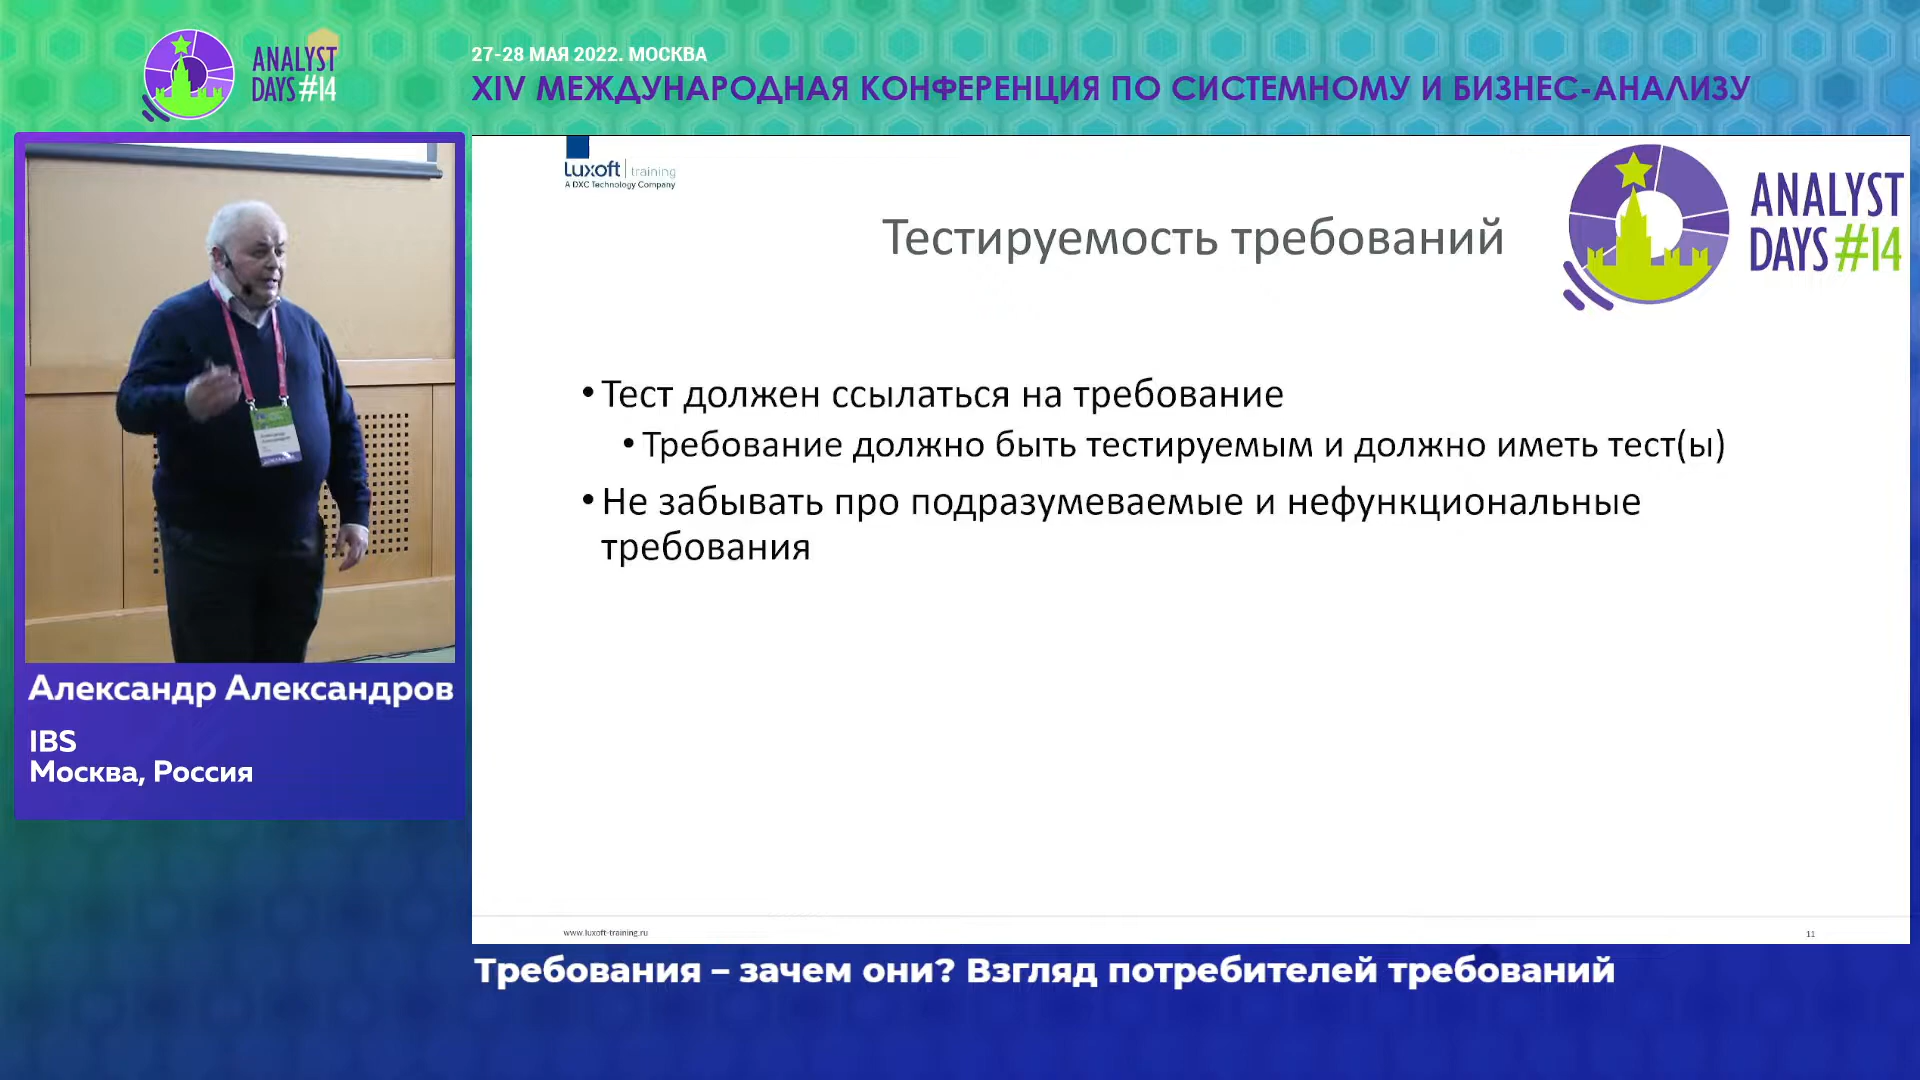 ANALYST
DAYS #14
27-28 МАЯ 2022. МОСКВА
XIV МЕЖДУНАРОДНАЯ КОНФЕРЕНЦИЯ ПО СИСТЕМНОМУ И БИЗНЕС-АНАЛИЗУ
Luxoft training
A DXC Technology Company
Тестируемость требований
ANALYST
DAYS #14
• Тест должен ссылаться на требование
• Требование должно быть тестируемым и должно иметь тест(ы)
• Не забывать про подразумеваемые и нефункциональные
требования
www.luxoft-training.ru
11
Александр Александров
IBS
Москва, Россия
Требования – зачем они? Взгляд потребителей требований